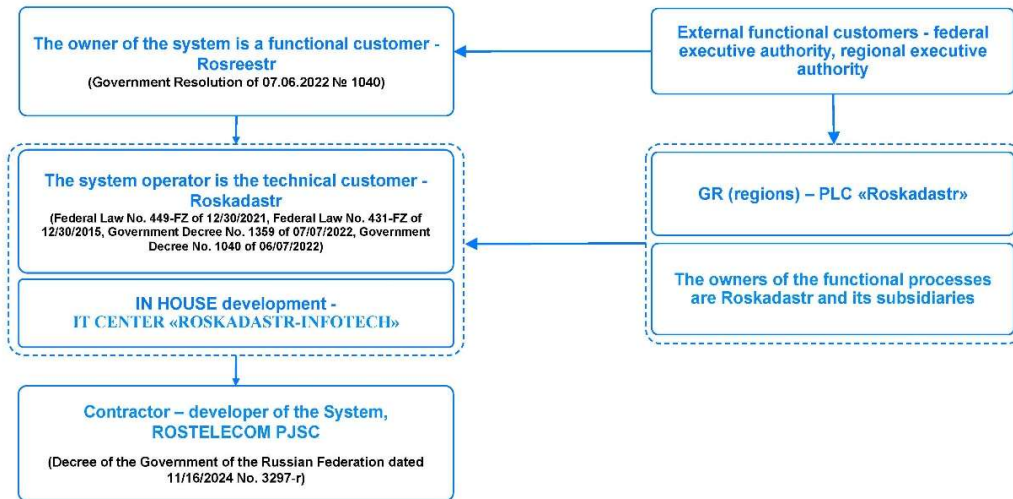 The owner of the system is a functional customer -
Rosreestr
(Government Resolution of 07.06.2022 № 1040)
External functional customers - federal
executive authority, regional executive
authority
The system operator is the technical customer -
Roskadastr
(Federal Law No. 449-FZ of 12/30/2021, Federal Law No. 431-FZ of
12/30/2015, Government Decree No. 1359 of 07/07/2022, Government
Decree No. 1040 of 06/07/2022)
IN HOUSE development -
IT CENTER «ROSKADASTR-INFOTECH»
GR (regions) – PLC «Roskadastr»
The owners of the functional processes
are Roskadastr and its subsidiaries
Contractor – developer of the System,
ROSTELECOM PJSC
(Decree of the Government of the Russian Federation dated
11/16/2024 No. 3297-r)